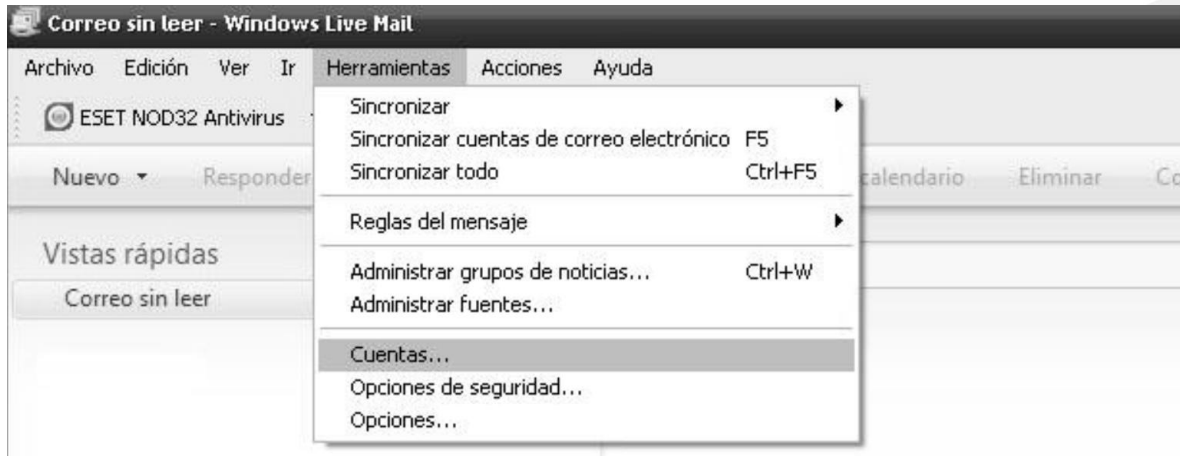 Correo sin leer - Windows Live Mail
Archivo Edición Ver Ir Herramientas Acciones Ayuda
ESET NOD32 Antivirus
Nuevo Responder calendario Eliminar
Vistas rápidas
Correo sin leer
Sincronizar
Sincronizar cuentas de correo electrónico F5
Sincronizar todo Ctrl+F5
Reglas del mensaje
Administrar grupos de noticias... Ctrl+W
Administrar fuentes...
Cuentas...
Opciones de seguridad...
Opciones...